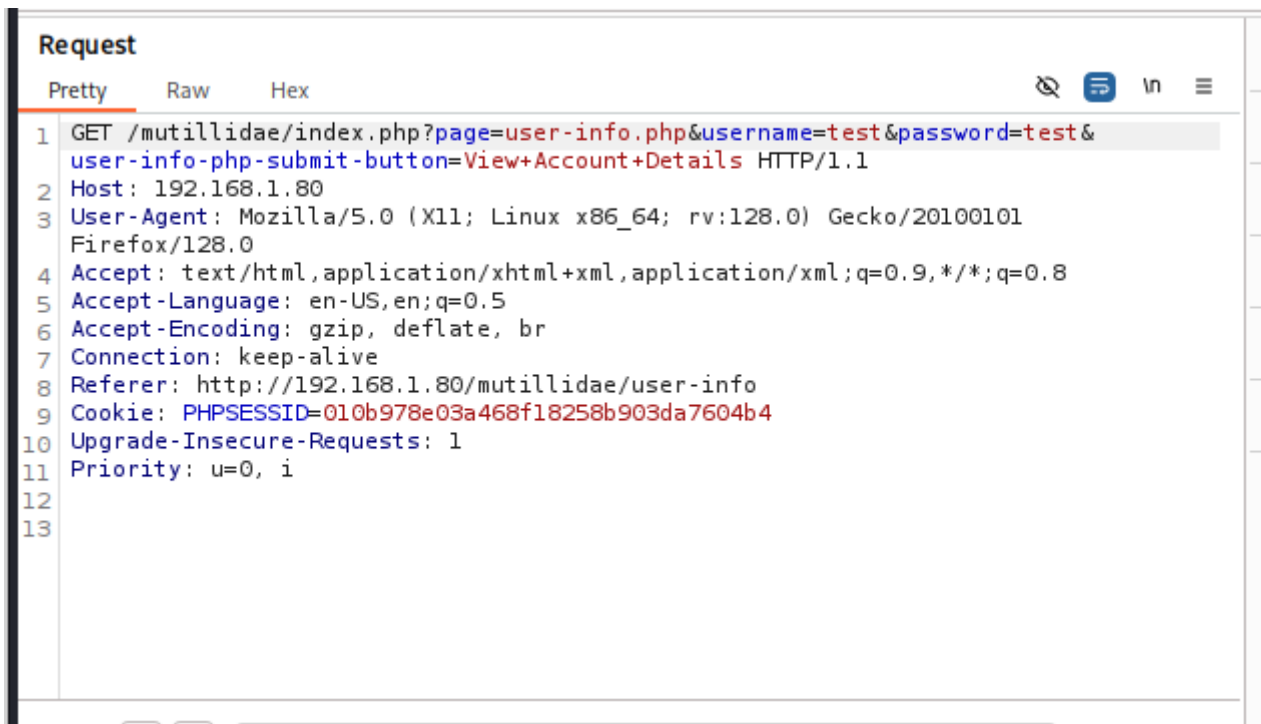 Request
Pretty Raw Hex \n
1 GET /mutillidae/index.php?page=user-info.php&username=test&password=test&
user-info-php-submit-button=View+Account+Details HTTP/1.1
2 Host: 192.168.1.80
3 User-Agent: Mozilla/5.0 (X11; Linux x86_64; rv:128.0) Gecko/20100101
Firefox/128.0
4 Accept: text/html,application/xhtml+xml,application/xml;q=0.9,*/*;q=0.8
5 Accept-Language: en-US,en;q=0.5
6 Accept-Encoding: gzip, deflate, br
7 Connection: keep-alive
8 Referer: http://192.168.1.80/mutillidae/user-info
9 Cookie: PHPSESSID=010b978e03a468f18258b903da7604b4
10 Upgrade-Insecure-Requests: 1
11 Priority: u=0, i
12
13